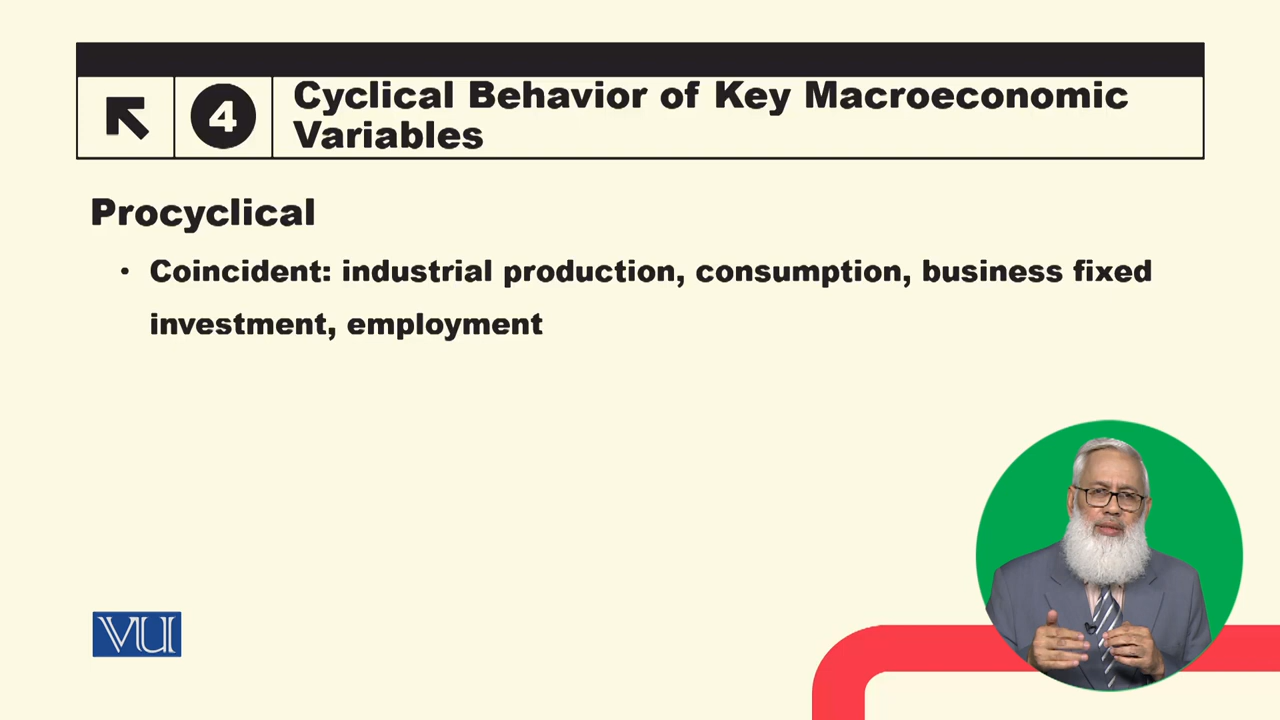 4
Cyclical Behavior of Key Macroeconomic
Variables
Procyclical
• Coincident: industrial production, consumption, business fixed
investment, employment
VU